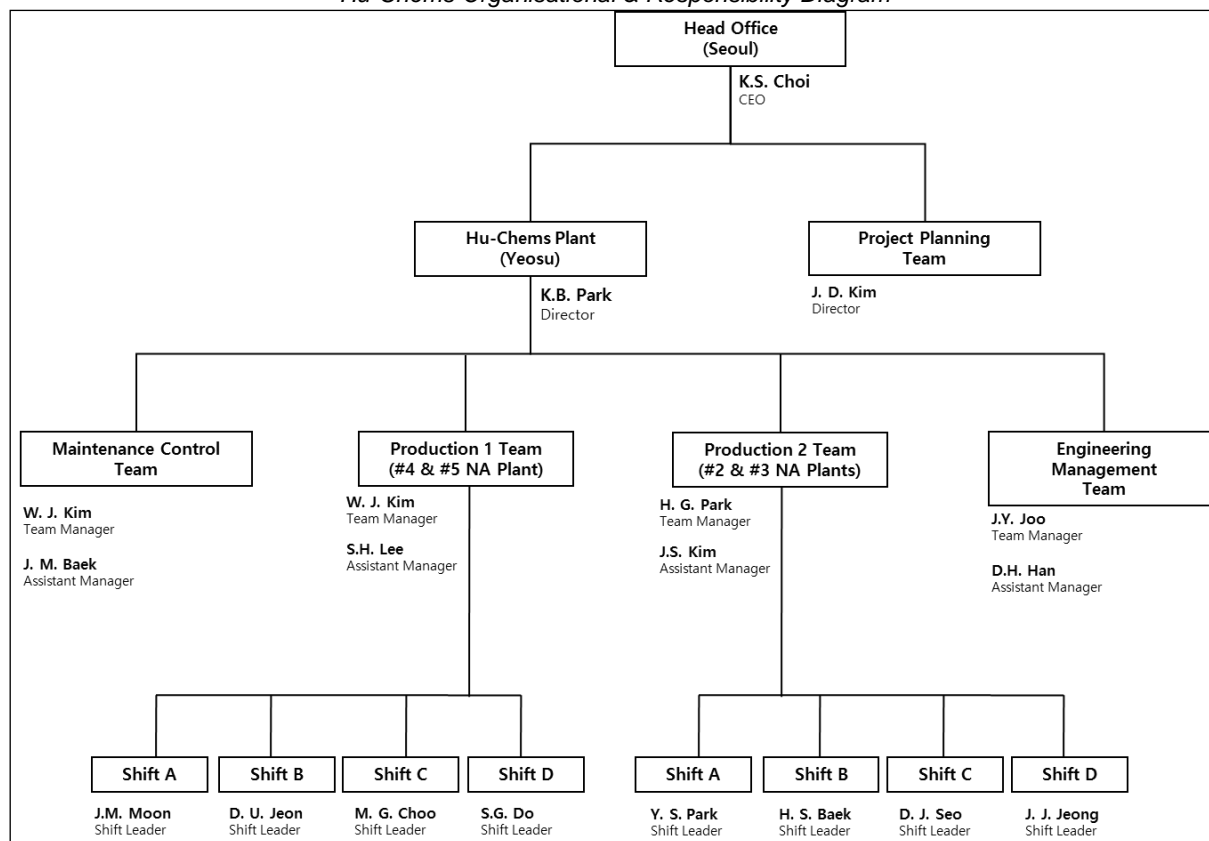 Hu-Chems Organisational & Responsibility Diagram
Head Office
(Seoul)
K.S. Choi
CEO
Hu-Chems Plant
(Yeosu)
K.B. Park
Director
Project Planning
Team
J. D. Kim
Director
Maintenance Control
Team
W. J. Kim
Team Manager
J. M. Baek
Assistant Manager
Production 1 Team
(#4 & #5 NA Plant)
W. J. Kim
Team Manager
S.H. Lee
Assistant Manager
Production 2 Team
(#2 & #3 NA Plants)
H. G. Park
Team Manager
J.S. Kim
Assistant Manager
Engineering
Management
Team
J.Y. Joo
Team Manager
D.H. Han
Assistant Manager
Shift A
J.M. Moon
Shift Leader
Shift B
D. U. Jeon
Shift Leader
Shift C
M. G. Choo
Shift Leader
Shift D
S.G. Do
Shift Leader
Shift A
Y. S. Park
Shift Leader
Shift B
H. S. Baek
Shift Leader
Shift C
D. J. Seo
Shift Leader
Shift D
J. J. Jeong
Shift Leader